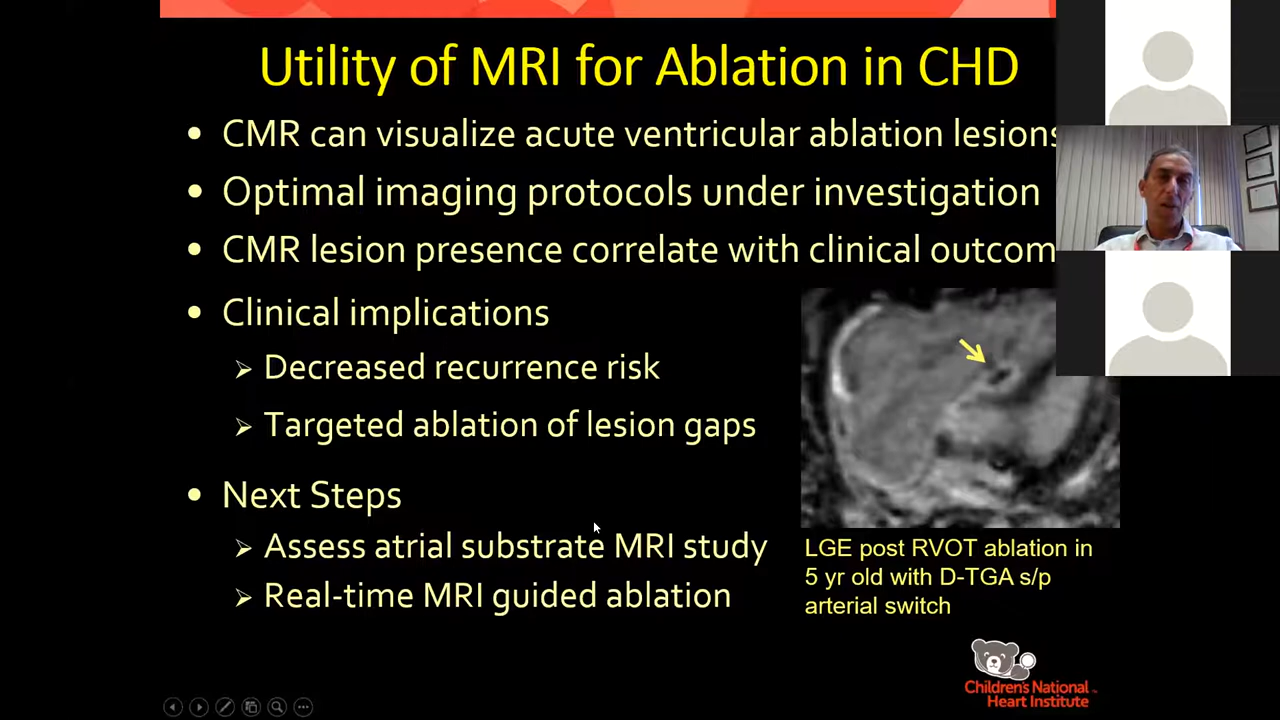 Utility of MRI for Ablation in CHD
• CMR can visualize acute ventricular ablation lesions
• Optimal imaging protocols under investigation
• CMR lesion presence correlate with clinical outcom
• Clinical implications
➢ Decreased recurrence risk
➢ Targeted ablation of lesion gaps
• Next Steps
➢ Assess atrial substrate MRI study
➢ Real-time MRI guided ablation
LGE post RVOT ablation in
5 yr old with D-TGA s/p
arterial switch
Children's National
Heart Institute